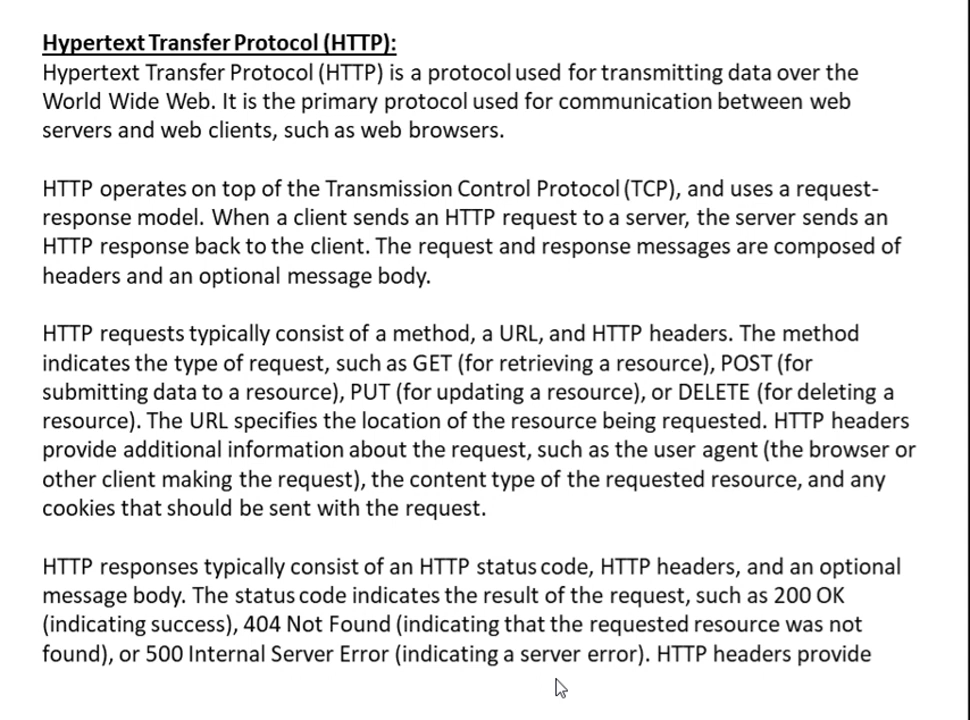 Hypertext Transfer Protocol (HTTP):
Hypertext Transfer Protocol (HTTP) is a protocol used for transmitting data over the
World Wide Web. It is the primary protocol used for communication between web
servers and web clients, such as web browsers.
HTTP operates on top of the Transmission Control Protocol (TCP), and uses a request-
response model. When a client sends an HTTP request to a server, the server sends an
HTTP response back to the client. The request and response messages are composed of
headers and an optional message body.
HTTP requests typically consist of a method, a URL, and HTTP headers. The method
indicates the type of request, such as GET (for retrieving a resource), POST (for
submitting data to a resource), PUT (for updating a resource), or DELETE (for deleting a
resource). The URL specifies the location of the resource being requested. HTTP headers
provide additional information about the request, such as the user agent (the browser or
other client making the request), the content type of the requested resource, and any
cookies that should be sent with the request.
HTTP responses typically consist of an HTTP status code, HTTP headers, and an optional
message body. The status code indicates the result of the request, such as 200 OK
(indicating success), 404 Not Found (indicating that the requested resource was not
found), or 500 Internal Server Error (indicating a server error). HTTP headers provide